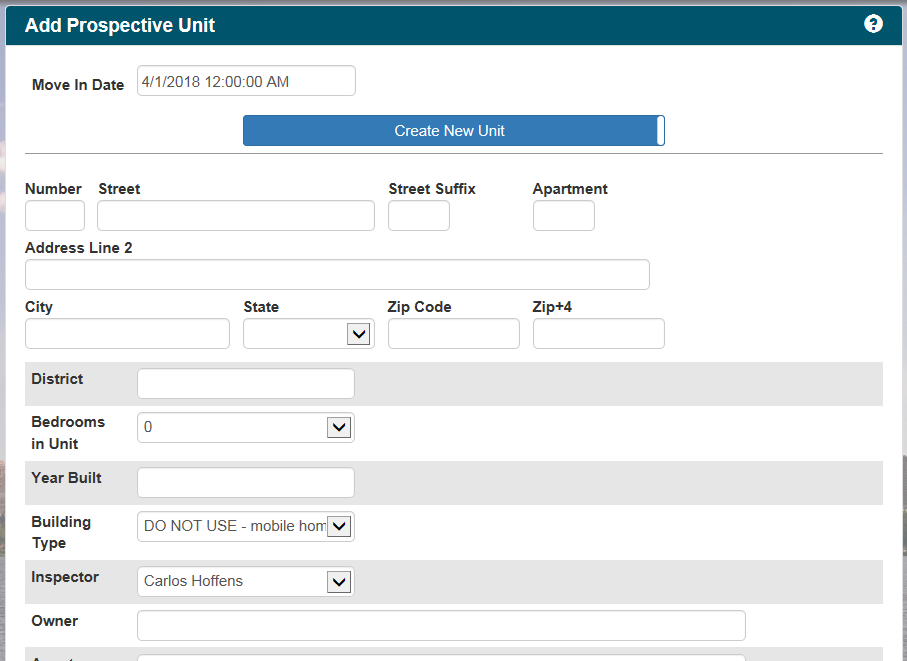 Add Prospective Unit ?
Move In Date 4/1/2018 12:00:00 AM
Create New Unit
Number Street Street Suffix Apartment
Address Line 2
City State Zip Code Zip+4
District
Bedrooms 0
in Unit
Year Built
Building DO NOT USE - mobile hom
Type
Inspector Carlos Hoffens
Owner